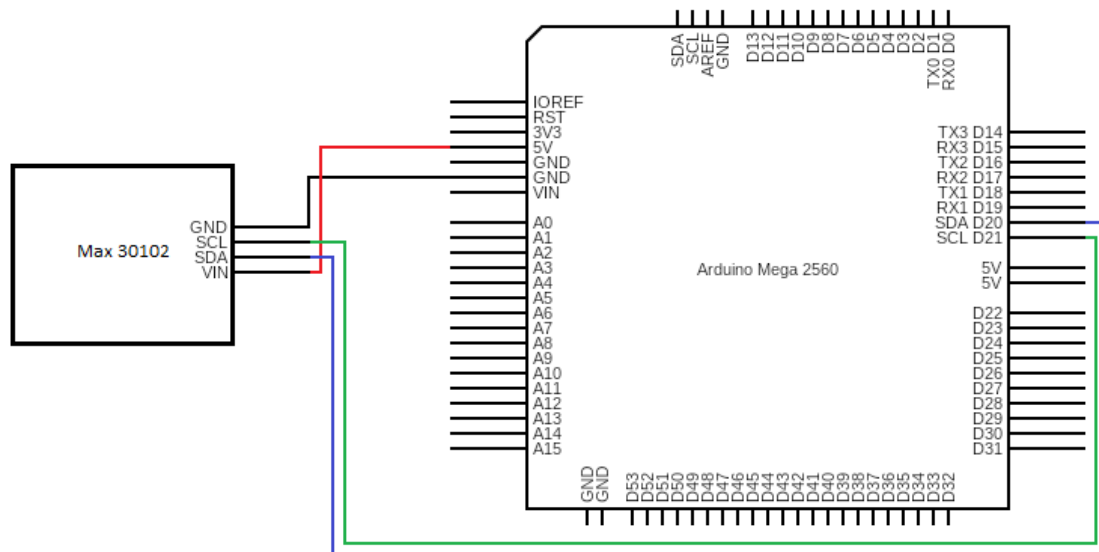 SDA
SCL
AREF
GND
D13
D12
D11
D10
D9
D8
D7
D6
D5
D4
D3
D2
TX0 D1
RX0 D0
IOREF
RST
3V3
5V
GND
GND
VIN
A0
A1
A2
A3
A4
A5
A6
A7
A8
A9
A10
A11
A12
A13
A14
A15
Max 30102
GND
SCL
SDA
VIN
Arduino Mega 2560
TX3 D14
RX3 D15
TX2 D16
RX2 D17
TX1 D18
RX1 D19
SDA D20
SCL D21
5V
5V
D22
D23
D24
D25
D26
D27
D28
D29
D30
D31
GND
GND
D53
D52
D51
D50
D49
D48
D47
D46
D45
D44
D43
D42
D41
D40
D39
D38
D37
D36
D35
D34
D33
D32